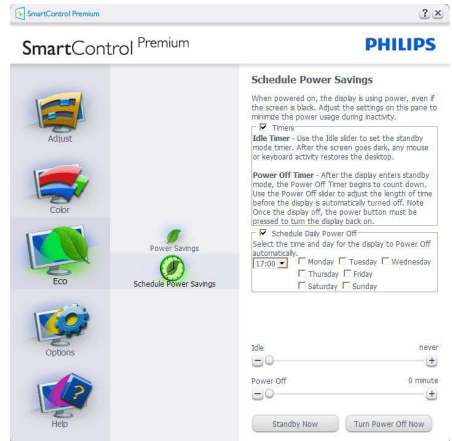 SmartControl Premium
SmartControl Premium
PHILIPS
Adjust
Color
Eco
Options
Help
Power Savings
Schedule Power Savings
Schedule Power Savings
When powered on, the display is using power, even if
the screen is black. Adjust the settings on this pane to
minimize the power usage during inactivity.
Timers
Idle Timer - Use the Idle slider to set the standby
mode timer. After the screen goes dark, any mouse
or keyboard activity restores the desktop.
Power Off Timer - After the display enters standby
mode, the Power Off Timer begins to count down.
Use the Power Off slider to adjust the length of time
before the display is automatically turned off. Note
Once the display off, the power button must be
pressed to turn the display back on.
Schedule Daily Power Off
Select the time and day for the display to Power Off
automatically.
17:00 Monday Tuesday Wednesday
Thursday Friday
Saturday Sunday
Idle never
Power Off 0 minute
Standby Now Turn Power Off Now